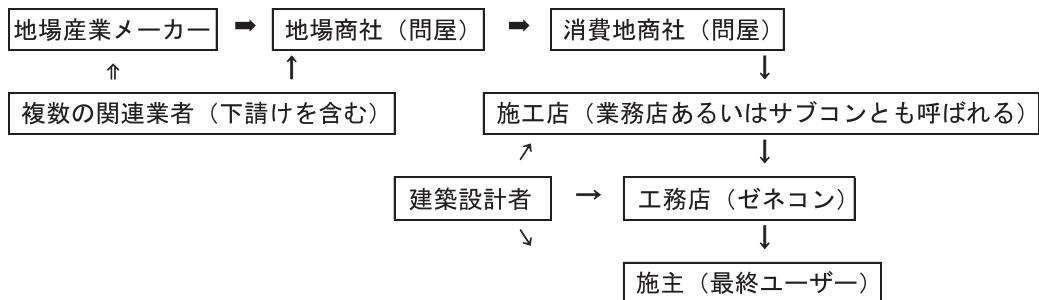 地場産業メーカー ➡ 地場商社（問屋） ➡ 消費地商社（問屋）
⇑ ↑ ↓
複数の関連業者（下請けを含む） 施工店（業務店あるいはサブコンとも呼ばれる）
↗ ↓
建築設計者 → 工務店（ゼネコン）
↘ ↓
施主（最終ユーザー）